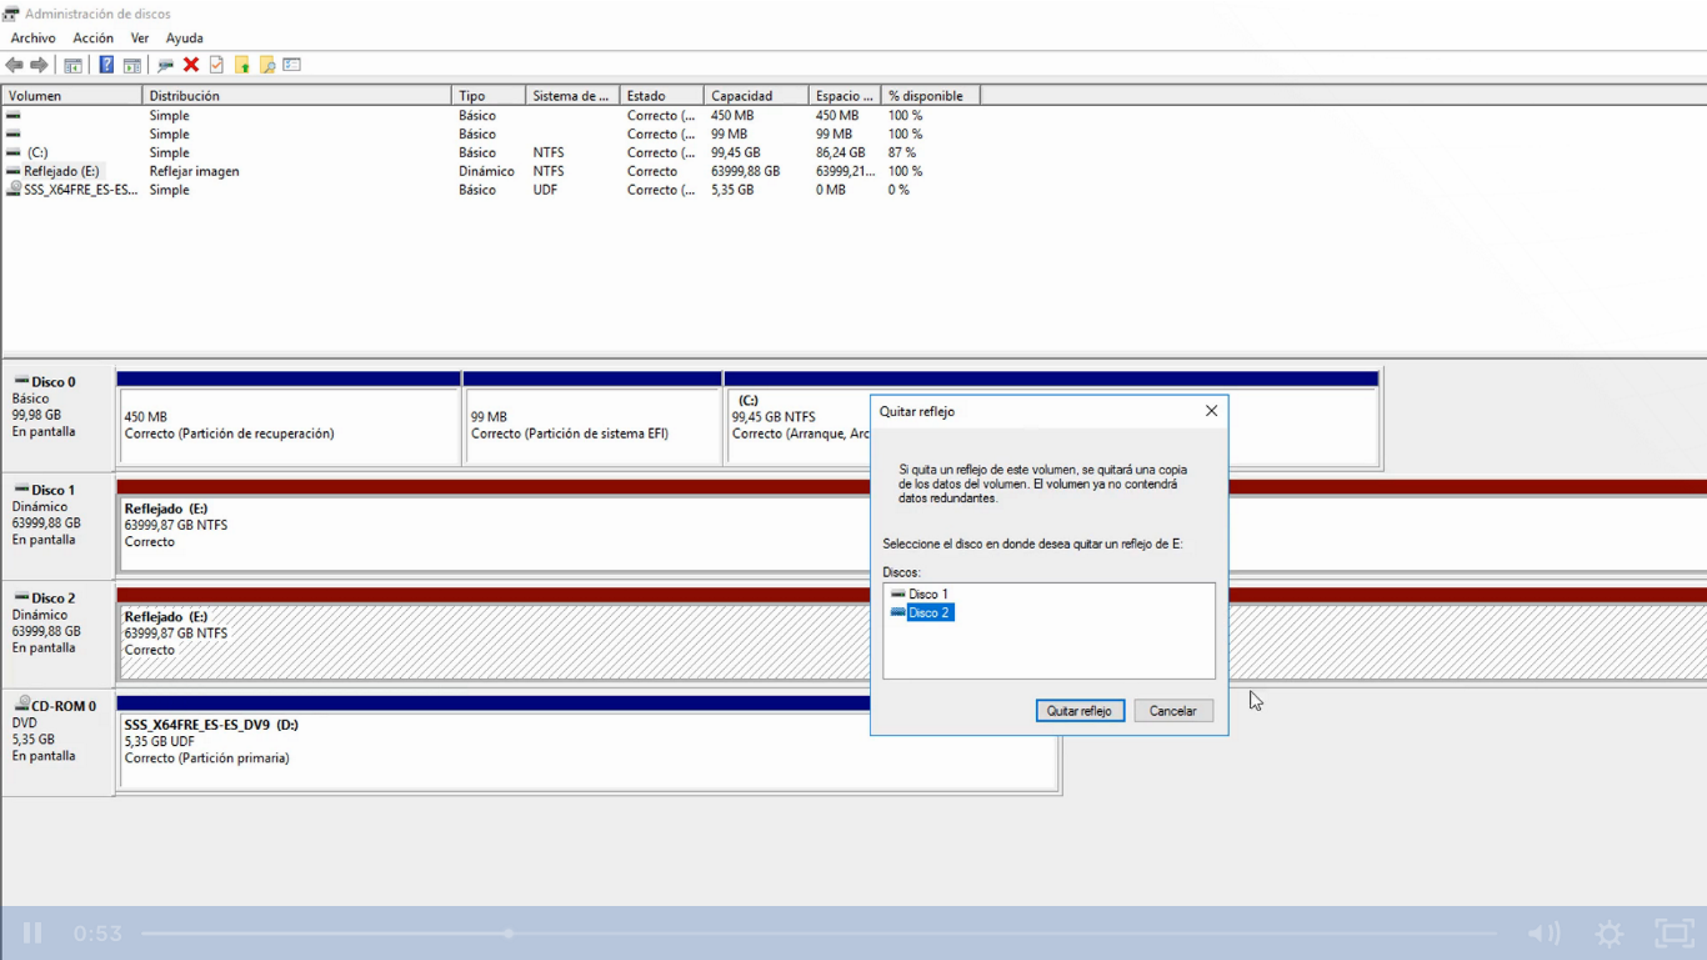 Administración de discos
Archivo Acción Ver Ayuda
Volumen Distribución Tipo Sistema de ... Estado Capacidad Espacio ... % disponible
Simple Básico Correcto (... 450 MB 450 MB 100 %
Simple Básico Correcto (... 99 MB 99 MB 100 %
(C:) Simple Básico NTFS Correcto (... 99,45 GB 86,24 GB 87 %
Reflejado (E:) Reflejar imagen Dinámico NTFS Correcto 63999,88 GB 63999,21... 100 %
SSS_X64FRE_ES-ES... Simple Básico UDF Correcto (... 5,35 GB 0 MB 0 %
Disco 0
Básico
99,98 GB
En pantalla
450 MB
Correcto (Partición de recuperación)
99 MB
Correcto (Partición de sistema EFI)
(C:)
99,45 GB NTFS
Correcto (Arranque, Arc
Disco 1
Dinámico
63999,88 GB
En pantalla
Reflejado (E:)
63999,87 GB NTFS
Correcto
Disco 2
Dinámico
63999,88 GB
En pantalla
Reflejado (E:)
63999,87 GB NTFS
Correcto
CD-ROM 0
DVD
5,35 GB
En pantalla
SSS_X64FRE_ES-ES_DV9 (D:)
5,35 GB UDF
Correcto (Partición primaria)
Quitar reflejo
Si quita un reflejo de este volumen, se quitará una copia
de los datos del volumen. El volumen ya no contendrá
datos redundantes.
Seleccione el disco en donde desea quitar un reflejo de E:
Discos:
Disco 1
Disco 2
Quitar reflejo Cancelar
0:53